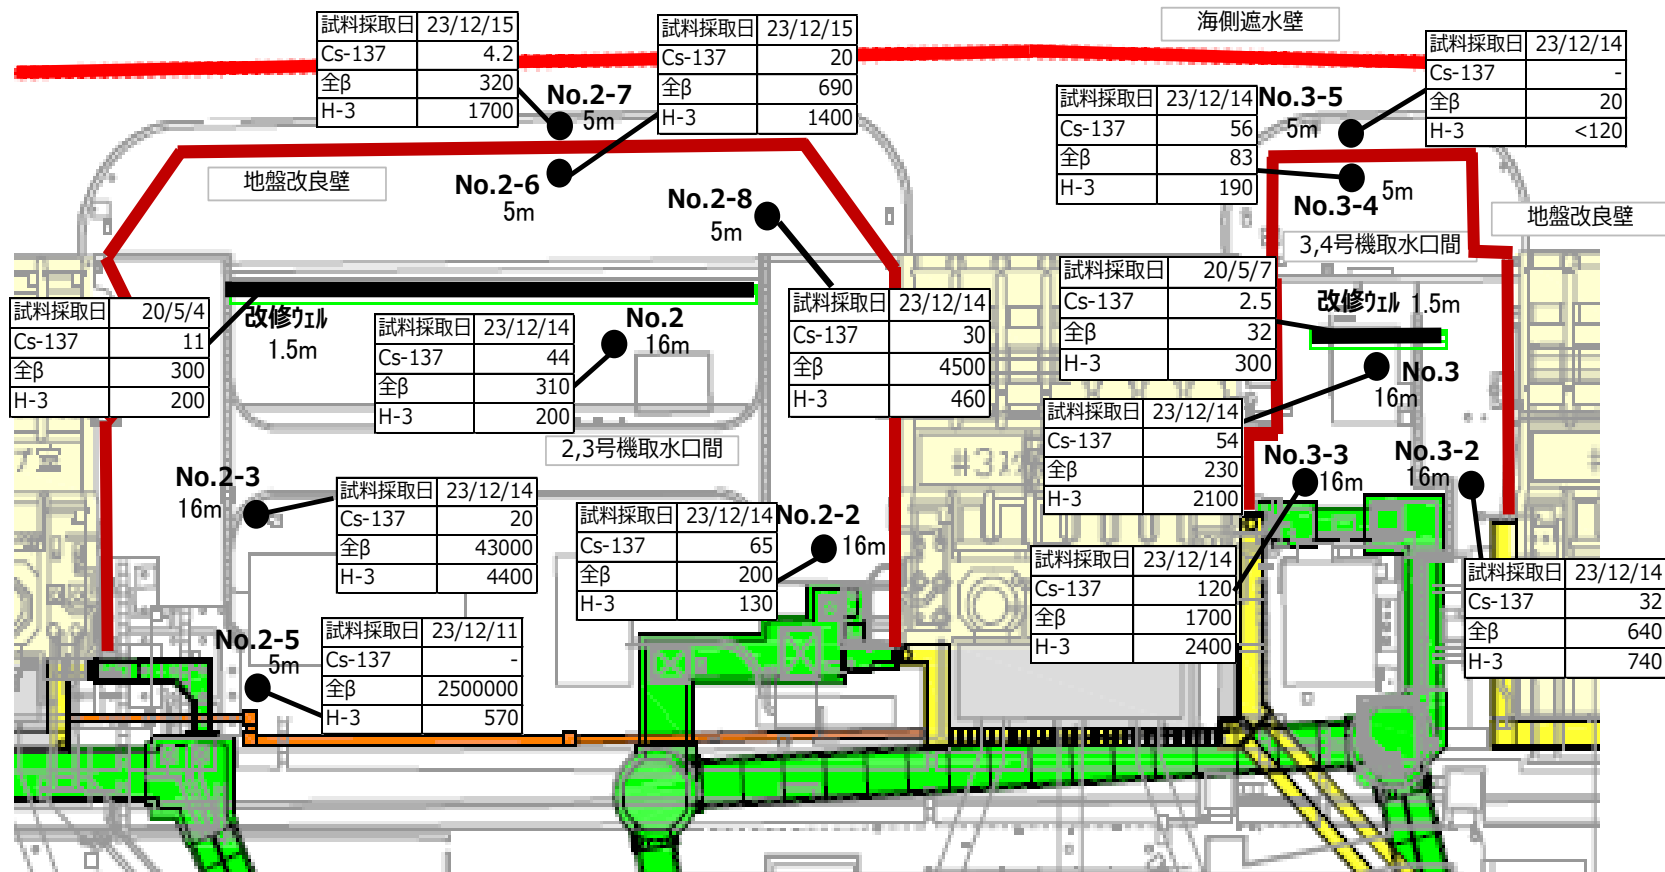 海側遮水壁
試料採取日 23/12/15
Cs-137 4.2
全β 320
H-3 1700
No.2-7
5m
試料採取日 23/12/15
Cs-137 20
全β 690
H-3 1400
No.2-6
5m
地盤改良壁
No.2-8
5m
試料採取日 23/12/14
Cs-137 30
全β 4500
H-3 460
試料採取日 23/12/14
Cs-137 -
全β 20
H-3 <120
No.3-5
5m
試料採取日 23/12/14
Cs-137 56
全β 83
H-3 190
No.3-4
5m
地盤改良壁
3,4号機取水口間
試料採取日 20/5/4
Cs-137 11
全β 300
H-3 200
改修ウェル
1.5m
試料採取日 23/12/14
Cs-137 44
全β 310
H-3 200
No.2
16m
試料採取日 20/5/7
Cs-137 2.5
全β 32
H-3 300
改修ウェル 1.5m
No.3
16m
試料採取日 23/12/14
Cs-137 54
全β 230
H-3 2100
2,3号機取水口間
No.2-3
16m
試料採取日 23/12/14
Cs-137 20
全β 43000
H-3 4400
試料採取日 23/12/14
Cs-137 65
全β 200
H-3 130
No.2-2
16m
No.3-3
16m
試料採取日 23/12/14
Cs-137 120
全β 1700
H-3 2400
No.3-2
16m
試料採取日 23/12/14
Cs-137 32
全β 640
H-3 740
No.2-5
5m
試料採取日 23/12/11
Cs-137 -
全β 2500000
H-3 570